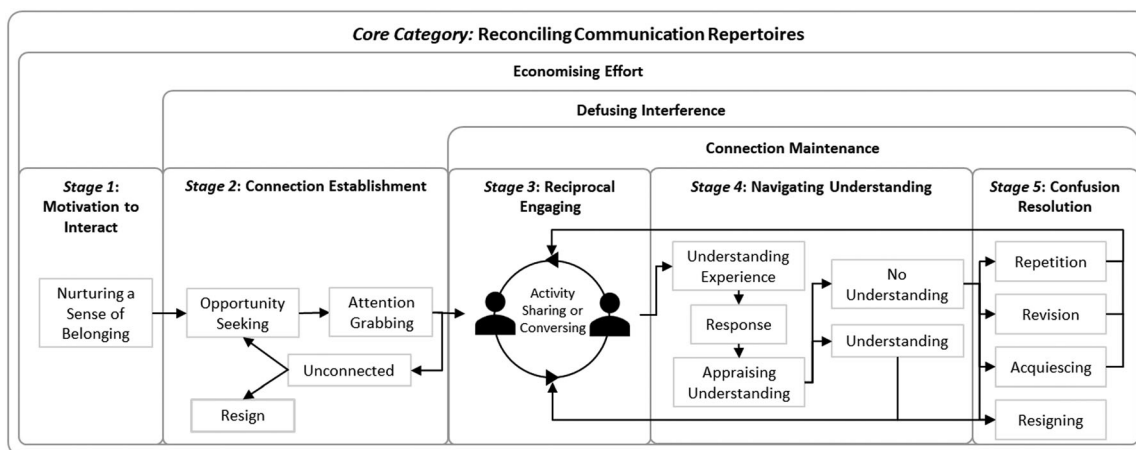 Core Category: Reconciling Communication Repertoires
Economising Effort
Defusing Interference
Connection Maintenance
Stage 1:
Motivation to
Interact
Stage 2: Connection Establishment
Stage 3: Reciprocal
Engaging
Stage 4: Navigating Understanding
Stage 5: Confusion
Resolution
Nurturing a
Sense of
Belonging
Opportunity
Seeking
Attention
Grabbing
Unconnected
Resign
Activity
Sharing or
Conversing
Understanding
Experience
Response
Appraising
Understanding
No
Understanding
Understanding
Repetition
Revision
Acquiescing
Resigning